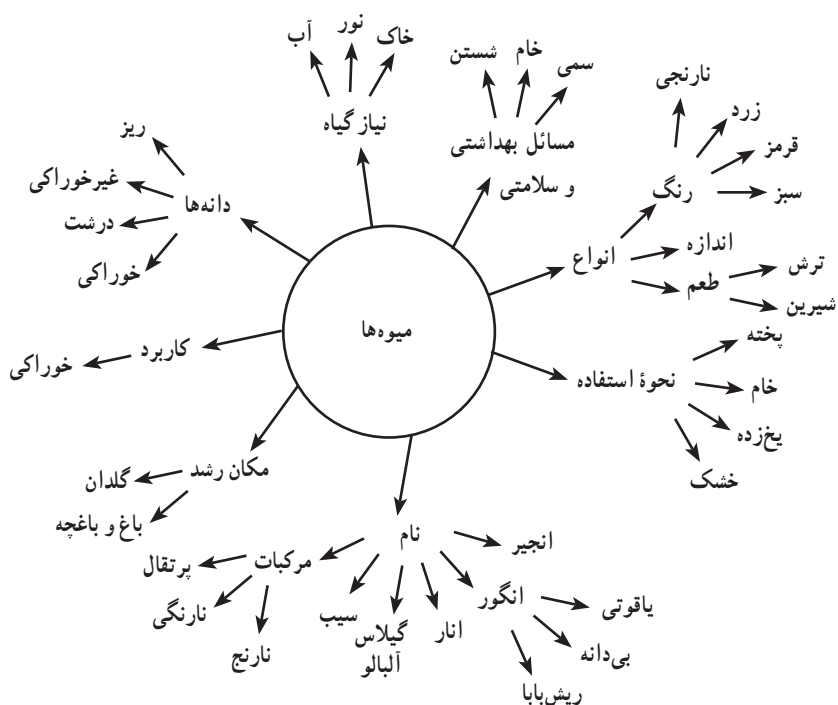 میوه‌ها
نیاز گیاه
خاک
نور
آب
مسائل بهداشتی
و سلامتی
سمی
خام
شستن
انواع
رنگ
نارنجی
زرد
قرمز
سبز
اندازه
طعم
ترش
شیرین
نحوۀ استفاده
پخته
خام
یخ‌زده
خشک
نام
انجیر
انگور
یاقوتی
بی‌دانه
ریش‌بابا
انار
گیلاس
آلبالو
سیب
مرکبات
پرتقال
نارنگی
نارنج
مکان رشد
گلدان
باغ و باغچه
کاربرد
خوراکی
دانه‌ها
ریز
غیرخوراکی
درشت
خوراکی